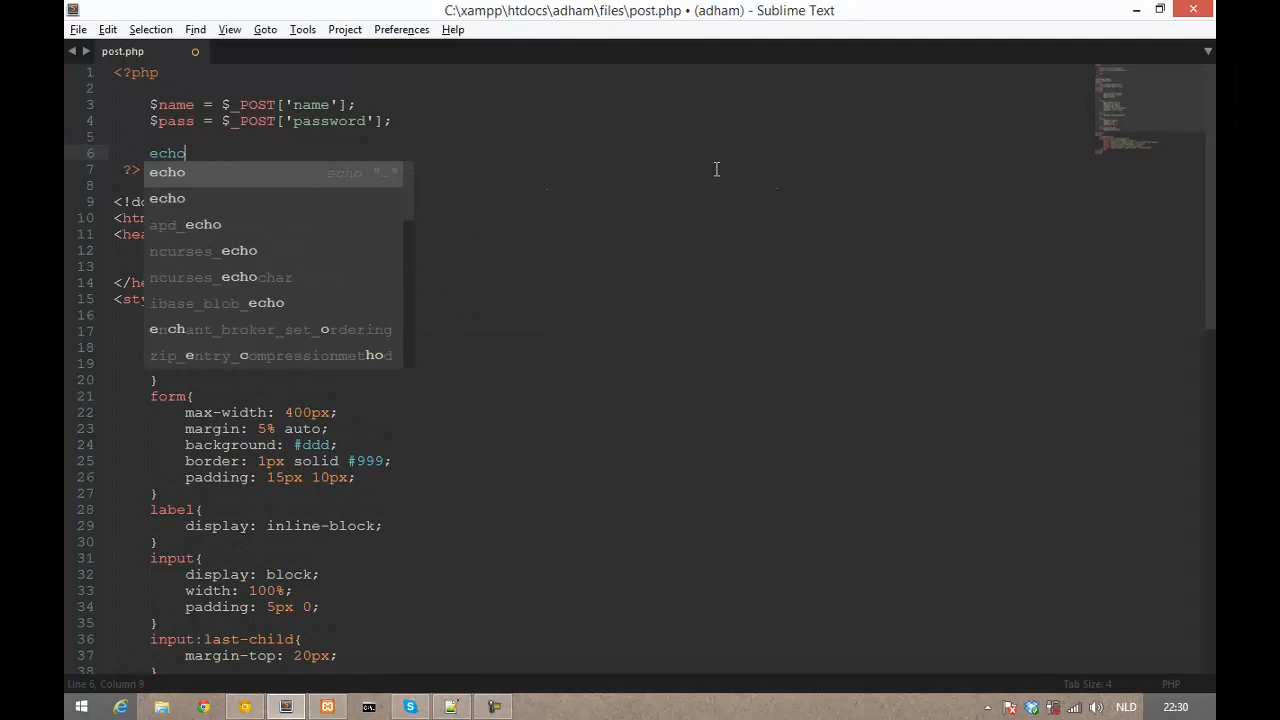 C:\xampp\htdocs\adham\files\post.php • (adham) - Sublime Text
File Edit Selection Find View Goto Tools Project Preferences Help
post.php
1 <?php
2
3 $name = $_POST['name'];
4 $pass = $_POST['password'];
5
6 echo
7 ?>
echo echo "…"
8
echo
9 <!do
10 <htm
apd_echo
11 <hea
12
ncurses_echo
13
ncurses_echochar
14 </he
15 <sty
ibase_blob_echo
16
17
enchant_broker_set_ordering
18
zip_entry_compressionmethod
19
20 }
21 form{
22 max-width: 400px;
23 margin: 5% auto;
24 background: #ddd;
25 border: 1px solid #999;
26 padding: 15px 10px;
27 }
28 label{
29 display: inline-block;
30 }
31 input{
32 display: block;
33 width: 100%;
34 padding: 5px 0;
35 }
36 input:last-child{
37 margin-top: 20px;
38 }
Line 6, Column 9 Tab Size: 4 PHP
NLD 22:30